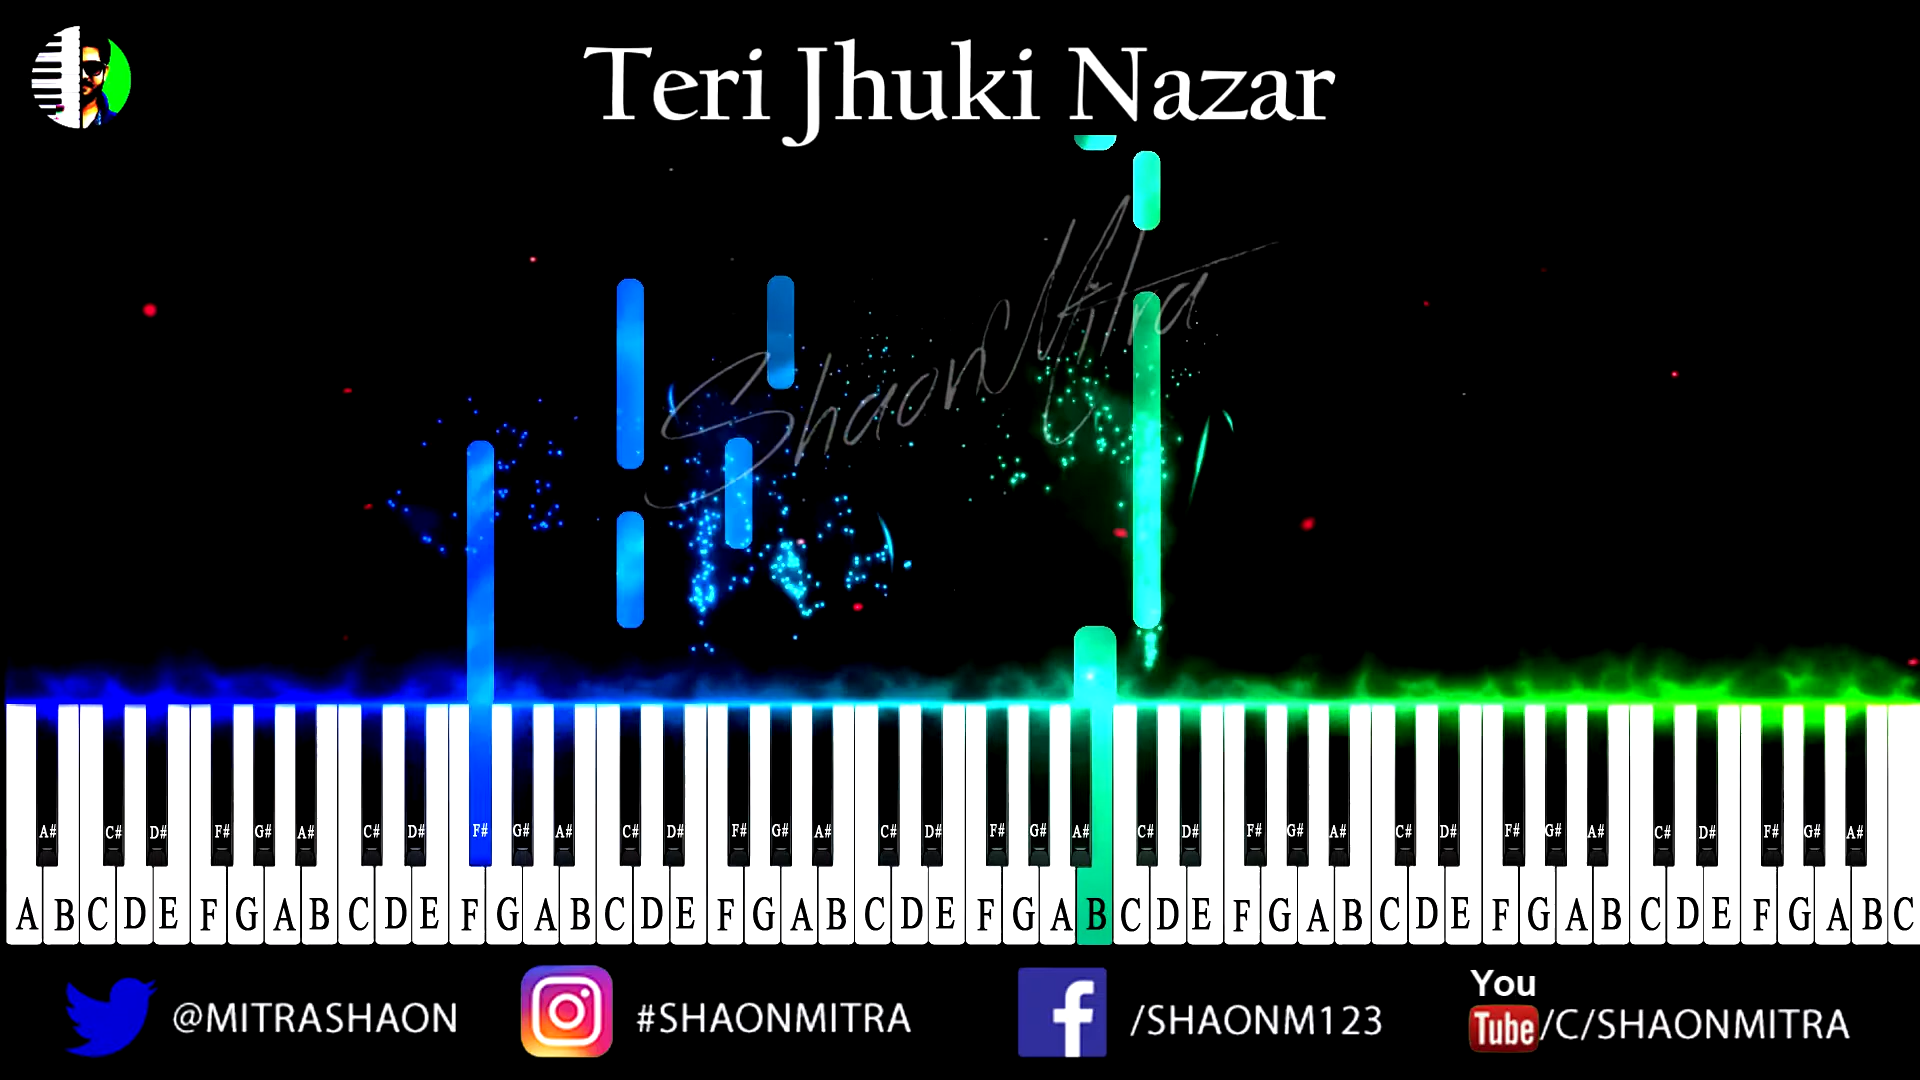 Teri Jhuki Nazar
ShaonMitra
A# C# D# F# G# A# C# D# F# G# A# C# D# F# G# A# C# D# F# G# A# C# D# F# G# A# C# D# F# G# A# C# D# F# G# A#
A B C D E F G A B C D E F G A B C D E F G A B C D E F G A B C D E F G A B C D E F G A B C D E F G A B C
@MITRASHAON #SHAONMITRA /SHAONM123 You Tube /C/SHAONMITRA